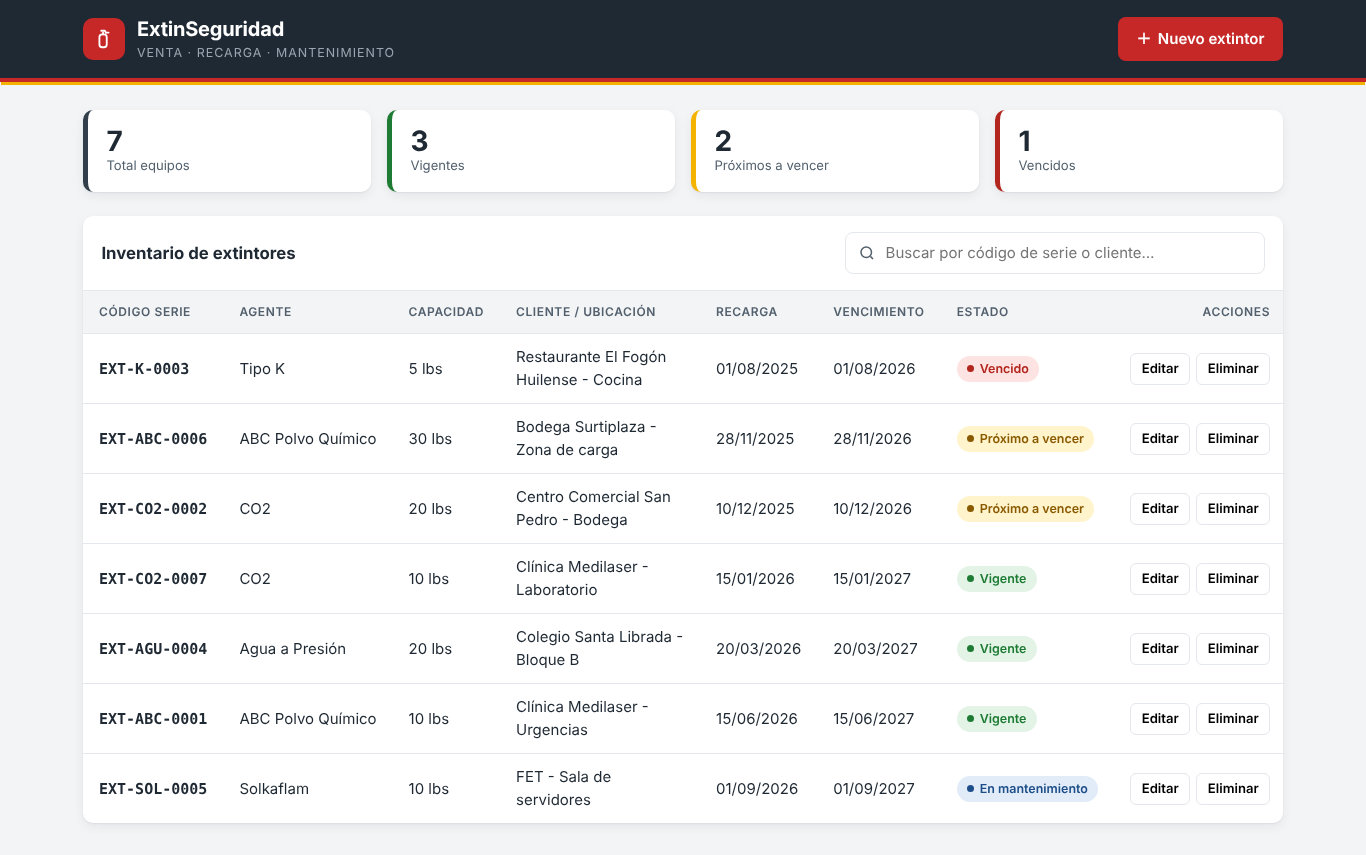 ExtinSeguridad
VENTA · RECARGA · MANTENIMIENTO
+ Nuevo extintor
7
Total equipos
3
Vigentes
2
Próximos a vencer
1
Vencidos
Inventario de extintores
Buscar por código de serie o cliente...
CÓDIGO SERIE AGENTE CAPACIDAD CLIENTE / UBICACIÓN RECARGA VENCIMIENTO ESTADO ACCIONES
EXT-K-0003 Tipo K 5 lbs Restaurante El Fogón Huilense - Cocina 01/08/2025 01/08/2026 Vencido Editar Eliminar
EXT-ABC-0006 ABC Polvo Químico 30 lbs Bodega Surtiplaza - Zona de carga 28/11/2025 28/11/2026 Próximo a vencer Editar Eliminar
EXT-CO2-0002 CO2 20 lbs Centro Comercial San Pedro - Bodega 10/12/2025 10/12/2026 Próximo a vencer Editar Eliminar
EXT-CO2-0007 CO2 10 lbs Clínica Medilaser - Laboratorio 15/01/2026 15/01/2027 Vigente Editar Eliminar
EXT-AGU-0004 Agua a Presión 20 lbs Colegio Santa Librada - Bloque B 20/03/2026 20/03/2027 Vigente Editar Eliminar
EXT-ABC-0001 ABC Polvo Químico 10 lbs Clínica Medilaser - Urgencias 15/06/2026 15/06/2027 Vigente Editar Eliminar
EXT-SOL-0005 Solkaflam 10 lbs FET - Sala de servidores 01/09/2026 01/09/2027 En mantenimiento Editar Eliminar